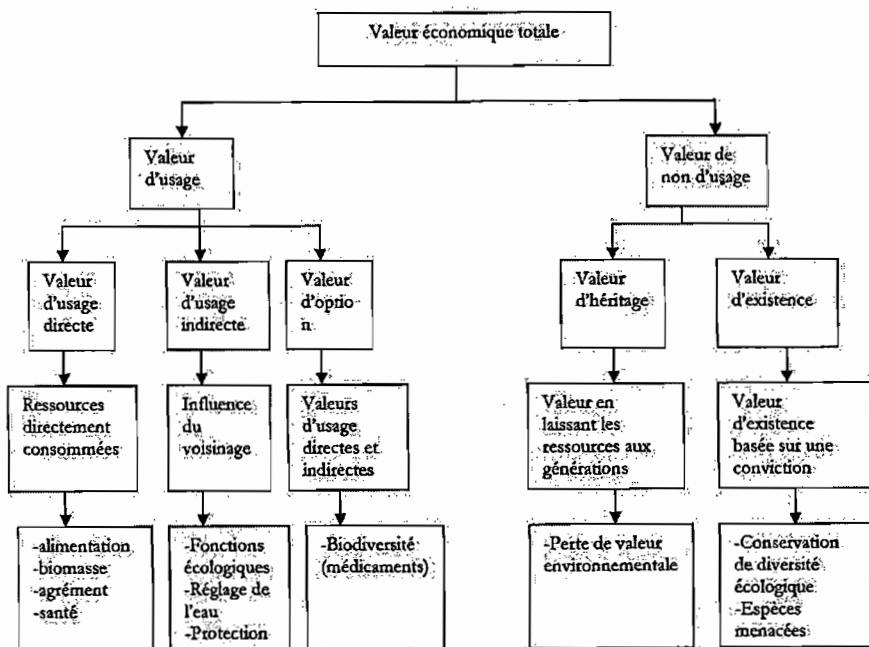 Valeur économique totale
Valeur
d'usage
Valeur de
non d'usage
Valeur
d'usage
directe
Valeur
d'usage
indirecte
Valeur
d'optio
n
Valeur
d'héritage
Valeur
d'existence
Ressources
directement
consommées
Influence
du
voisinage
Valeurs
d'usage
directes et
indirectes
Valeur en
laissant les
ressources aux
générations
Valeur
d'existence
basée sur une
conviction
-alimentation
-biomasse
-agrément
-santé
-Fonctions
écologiques
-Réglage de
l'eau
-Protection
-Biodiversité
(médicaments)
-Perte de valeur
environnementale
-Conservation
de diversité
écologique
-Espèces
menacées